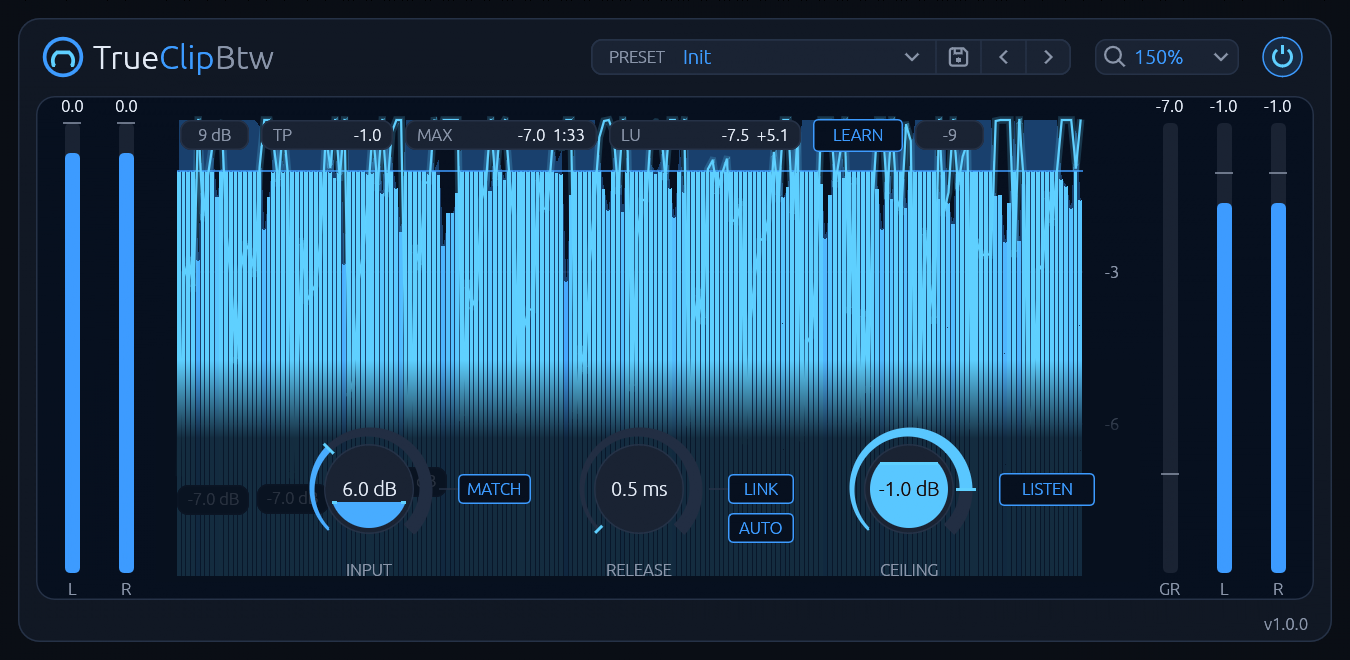 TrueClipBtw
PRESET Init
150%
0.0 0.0
-7.0 -1.0 -1.0
9 dB TP -1.0 MAX -7.0 1:33 LU -7.5 +5.1 LEARN -9
-3
-6
-7.0 dB -7.0 d
6.0 dB MATCH
0.5 ms LINK
AUTO
-1.0 dB LISTEN
INPUT RELEASE CEILING
L R
GR L R
v1.0.0